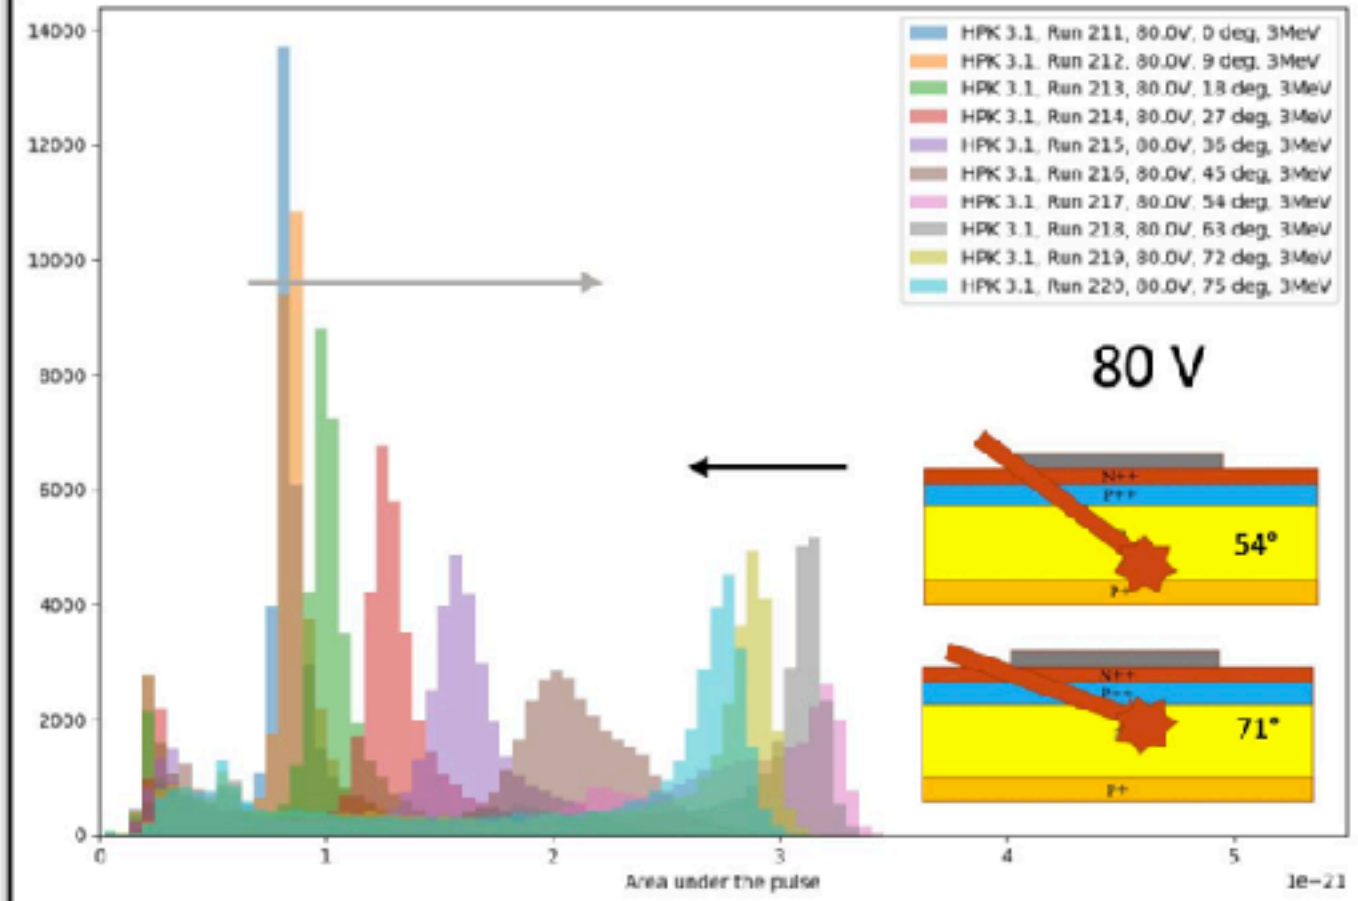 14000
12000
10000
8000
6000
4000
2000
0
0 1 2 3 4 5
Area under the pulse
1e−21
HPK 3.1, Run 211, 80.0V, 0 deg, 3MeV
HPK 3.1, Run 212, 80.0V, 9 deg, 3MeV
HPK 3.1, Run 213, 80.0V, 18 deg, 3MeV
HPK 3.1, Run 214, 80.0V, 27 deg, 3MeV
HPK 3.1, Run 215, 80.0V, 36 deg, 3MeV
HPK 3.1, Run 216, 80.0V, 45 deg, 3MeV
HPK 3.1, Run 217, 80.0V, 54 deg, 3MeV
HPK 3.1, Run 218, 80.0V, 63 deg, 3MeV
HPK 3.1, Run 219, 80.0V, 72 deg, 3MeV
HPK 3.1, Run 220, 80.0V, 75 deg, 3MeV
80 V
N++
P++
54°
P+
N++
P++
71°
P+